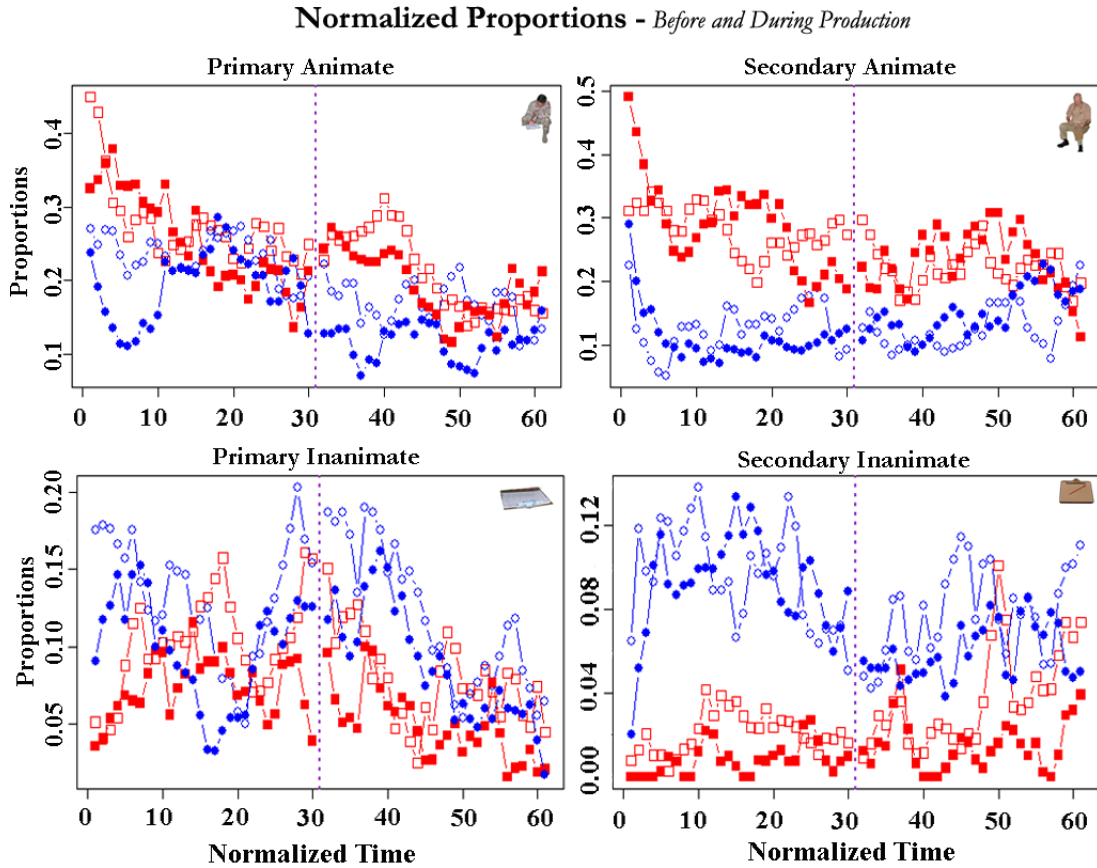 Normalized Proportions - Before and During Production
Primary Animate
Secondary Animate
Proportions
0.1 0.2 0.3 0.4
0 10 20 30 40 50 60
0.1 0.2 0.3 0.4 0.5
0 10 20 30 40 50 60
Primary Inanimate
Secondary Inanimate
Proportions
0.05 0.10 0.15 0.20
0 10 20 30 40 50 60
0.00 0.04 0.08 0.12
0 10 20 30 40 50 60
Normalized Time
Normalized Time